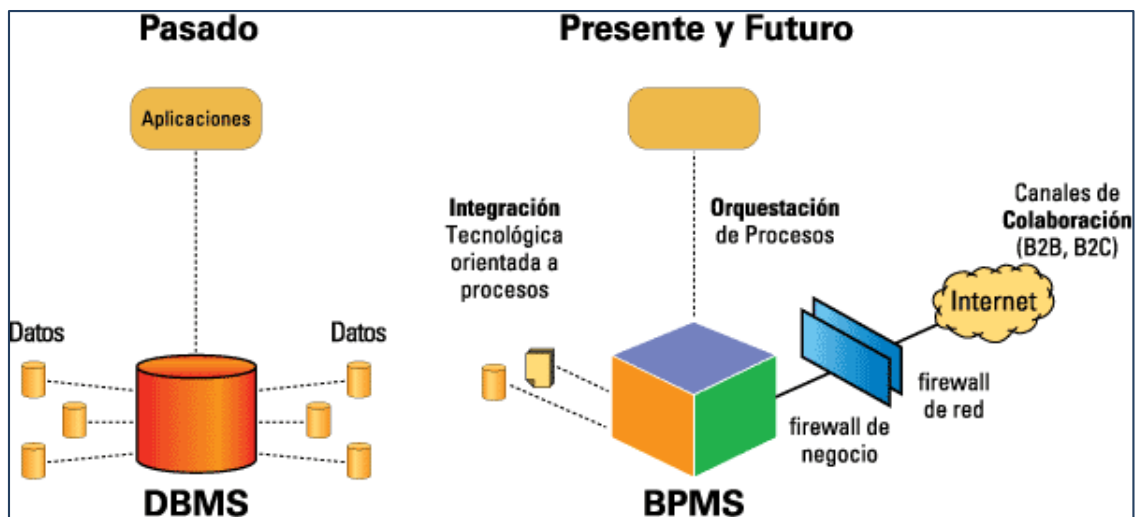 Pasado
Aplicaciones
Datos
Datos
DBMS
Presente y Futuro
Integración
Tecnológica
orientada a
procesos
Orquestación
de Procesos
Canales de
Colaboración
(B2B, B2C)
Internet
firewall
de red
firewall de
negocio
BPMS